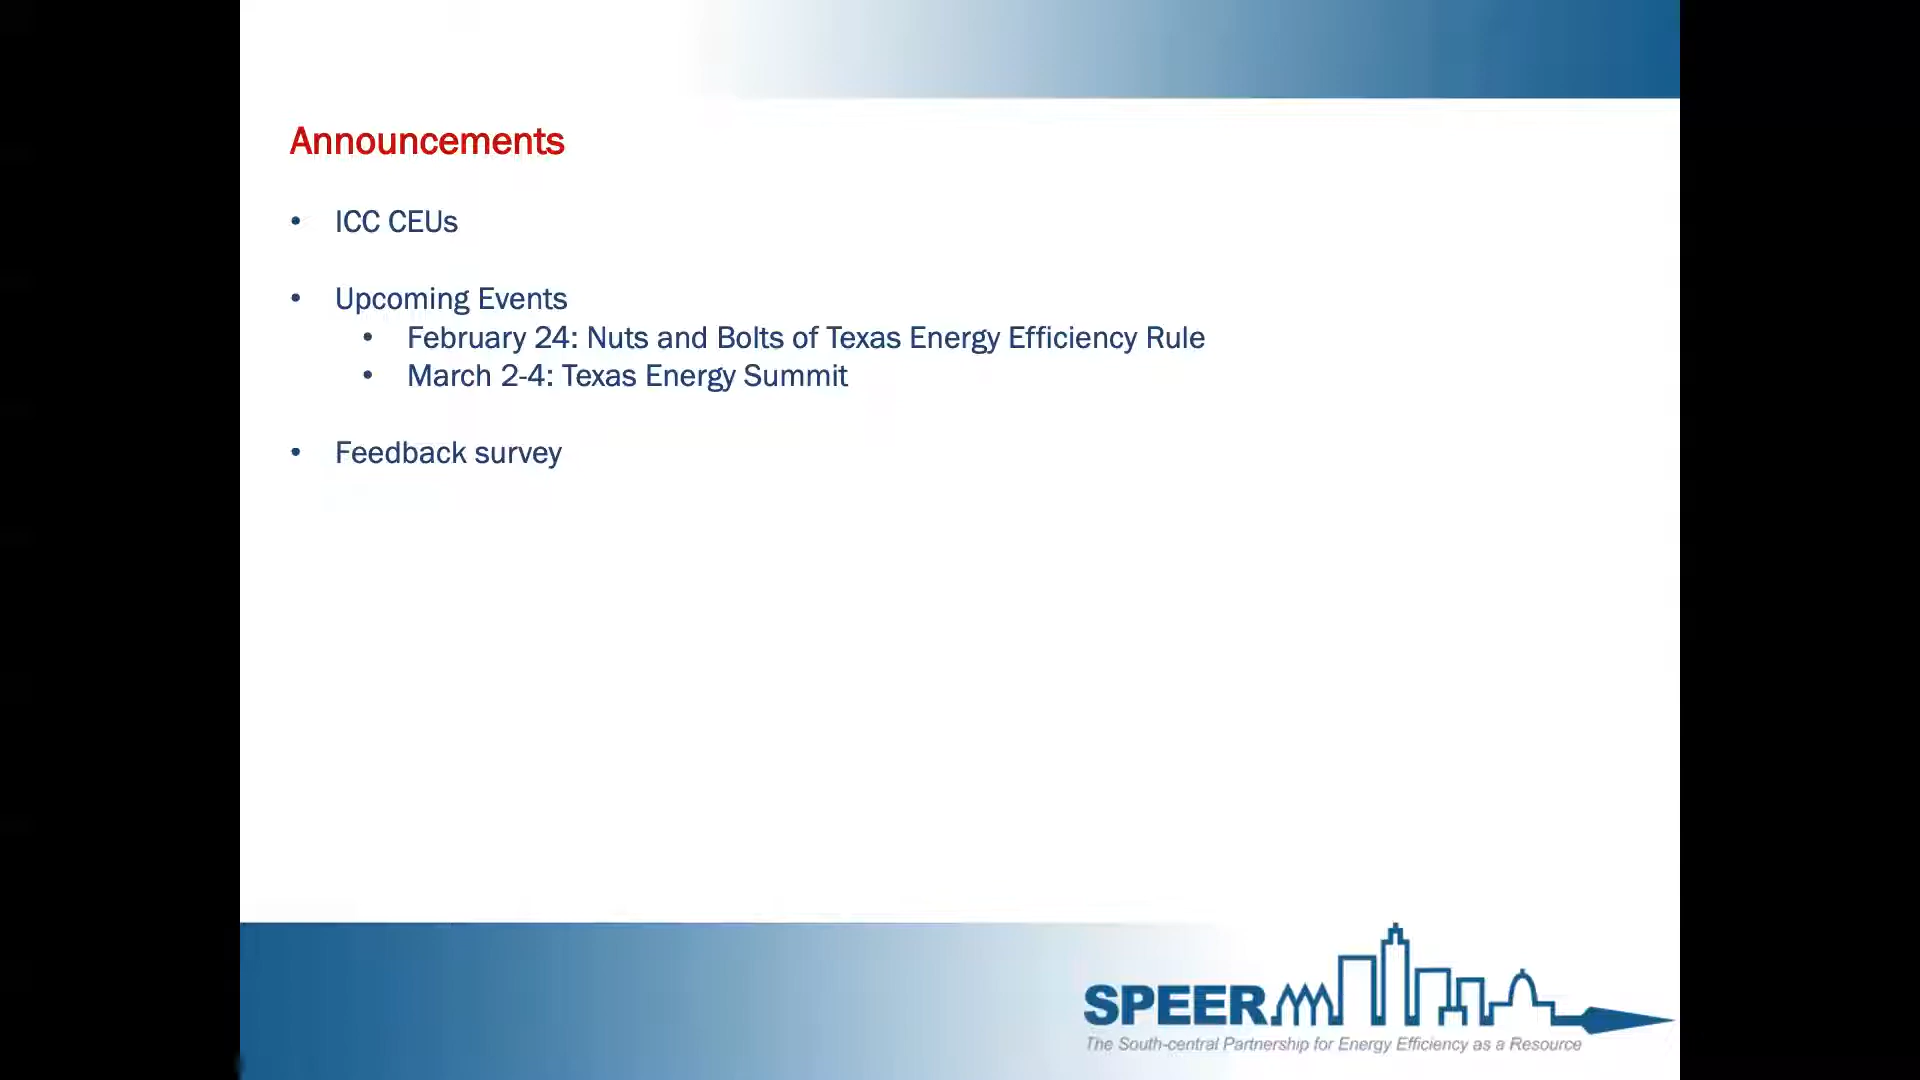 Announcements
• ICC CEUs
• Upcoming Events
• February 24: Nuts and Bolts of Texas Energy Efficiency Rule
• March 2-4: Texas Energy Summit
• Feedback survey
SPEER
The South-central Partnership for Energy Efficiency as a Resource